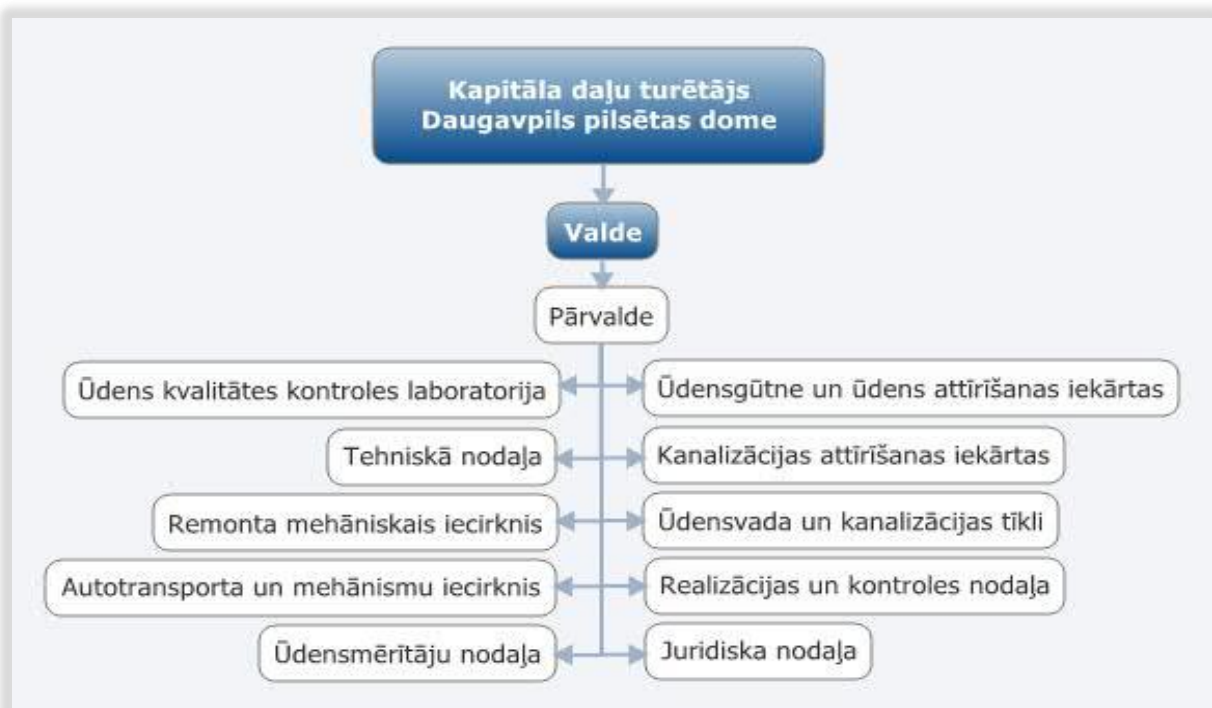 Kapitāla daļu turētājs
Daugavpils pilsētas dome
Valde
Pārvalde
Ūdens kvalitātes kontroles laboratorija
Ūdensgūtne un ūdens attīrīšanas iekārtas
Tehniskā nodaļa
Kanalizācijas attīrīšanas iekārtas
Remonta mehāniskais iecirknis
Ūdensvada un kanalizācijas tīkli
Autotransporta un mehānismu iecirknis
Realizācijas un kontroles nodaļa
Ūdensmērītāju nodaļa
Juridiska nodaļa